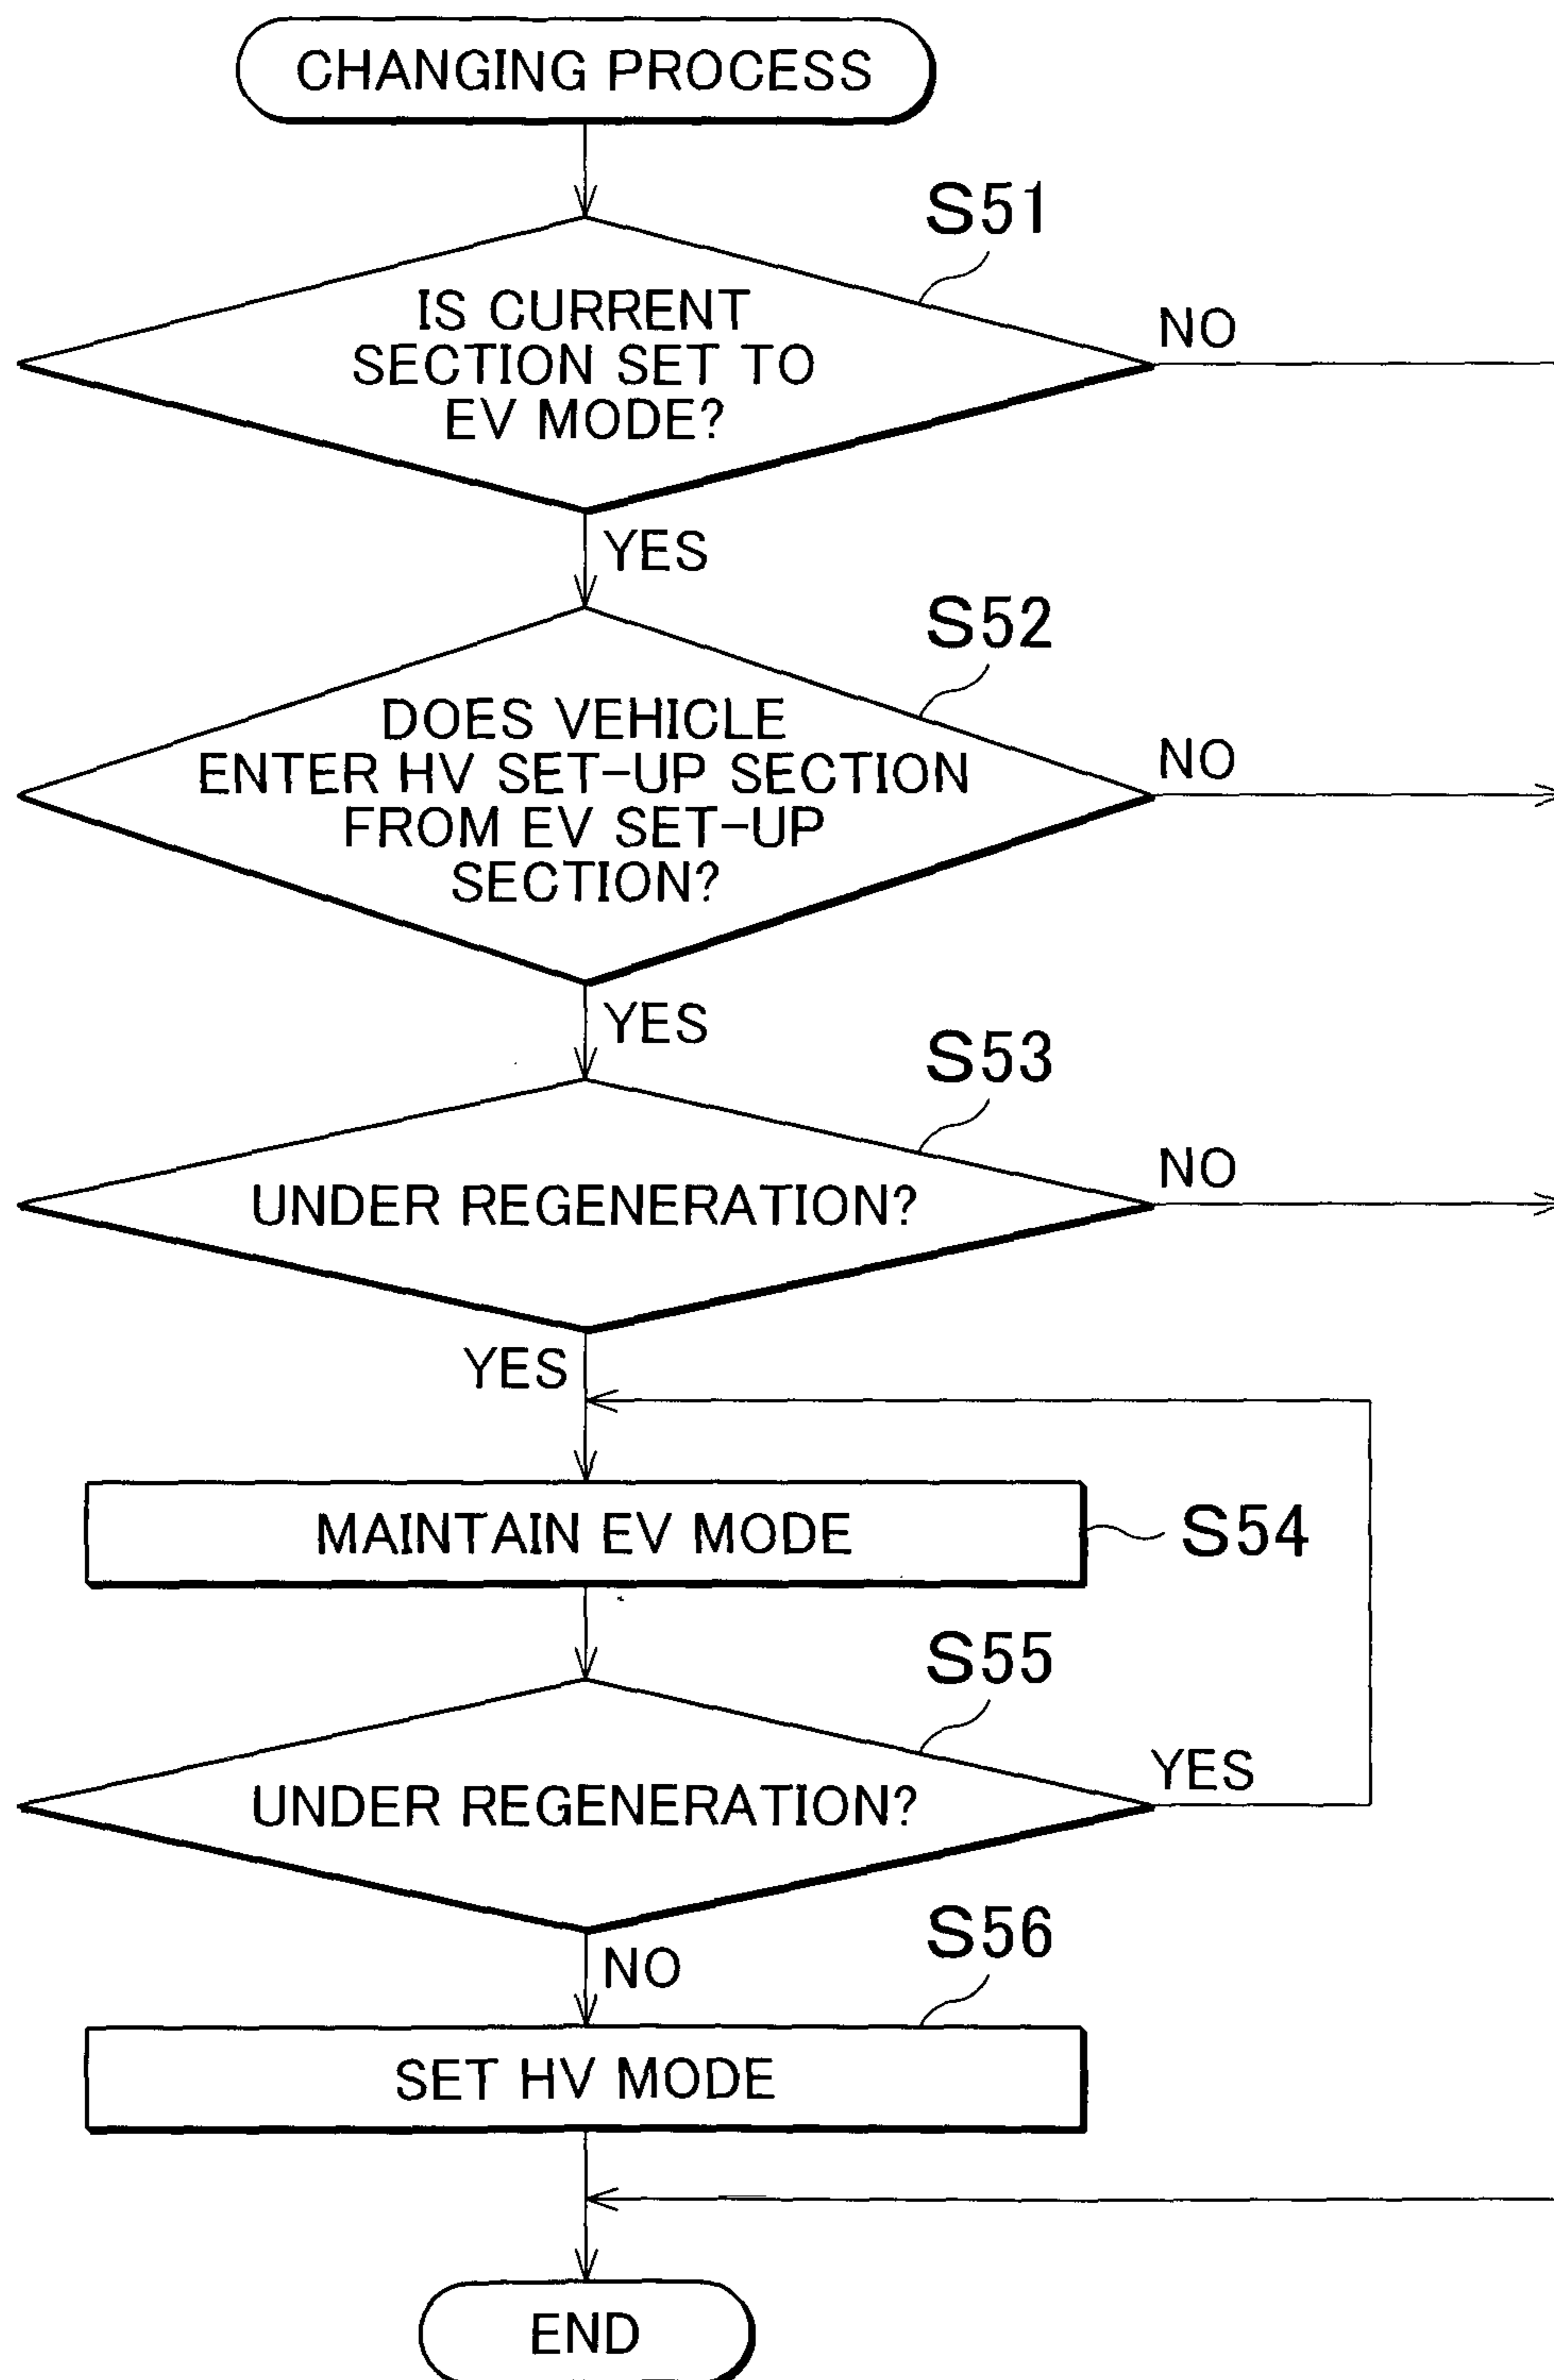 CHANGING PROCESS
S51
IS CURRENT
SECTION SET TO
EV MODE?
NO
YES
S52
DOES VEHICLE
ENTER HV SET-UP SECTION
FROM EV SET-UP
SECTION?
NO
YES
S53
UNDER REGENERATION?
NO
YES
MAINTAIN EV MODE
S54
S55
UNDER REGENERATION?
YES
NO
S56
SET HV MODE
END